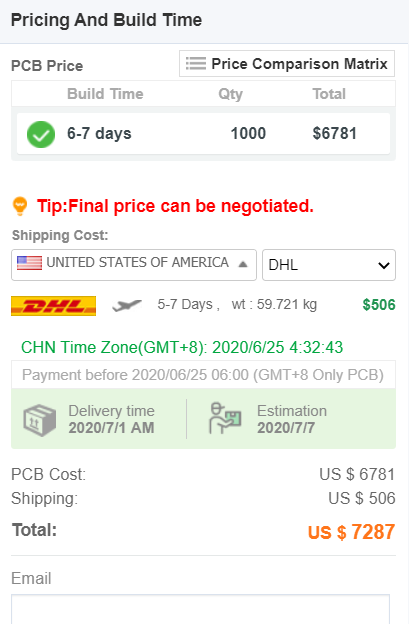 Pricing And Build Time
PCB Price
Price Comparison Matrix
Build Time Qty Total
6-7 days 1000 $6781
Tip:Final price can be negotiated.
Shipping Cost:
UNITED STATES OF AMERICA DHL
DHL 5-7 Days , wt : 59.721 kg $506
CHN Time Zone(GMT+8): 2020/6/25 4:32:43
Payment before 2020/06/25 06:00 (GMT+8 Only PCB)
Delivery time Estimation
2020/7/1 AM 2020/7/7
PCB Cost: US $ 6781
Shipping: US $ 506
Total: US $ 7287
Email